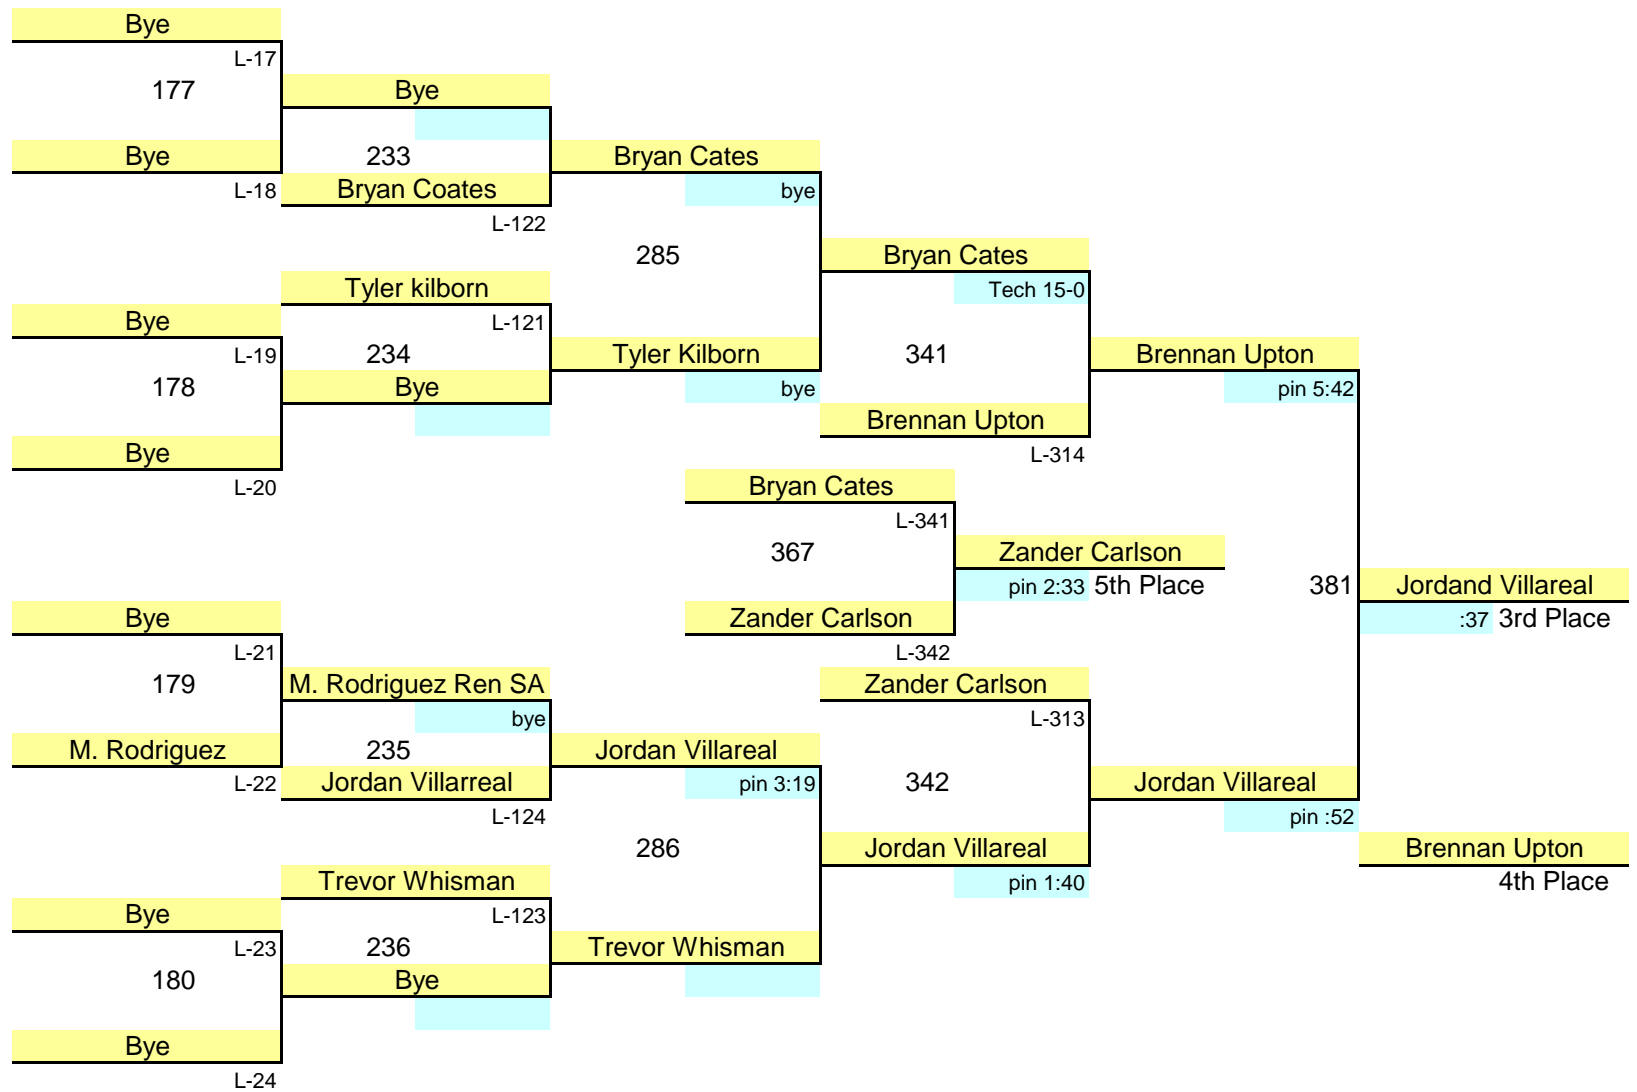 Bye
L-17
177
Bye
Bye
233
Bryan Cates
L-18
Bryan Coates
bye
L-122
285
Bryan Cates
Tyler kilborn
Tech 15-0
Bye
L-121
L-19
234
Tyler Kilborn
341
Brennan Upton
178
Bye
bye
pin 5:42
Brennan Upton
Bye
L-314
L-20
Bryan Cates
L-341
367
Zander Carlson
pin 2:33
5th Place
381
Jordand Villareal
Bye
Zander Carlson
:37
3rd Place
L-21
L-342
179
M. Rodriguez Ren SA
Zander Carlson
bye
L-313
M. Rodriguez
235
Jordan Villareal
L-22
Jordan Villarreal
pin 3:19
342
Jordan Villareal
L-124
pin :52
286
Jordan Villareal
Brennan Upton
Trevor Whisman
pin 1:40
4th Place
Bye
L-123
L-23
236
Trevor Whisman
180
Bye
Bye
L-24